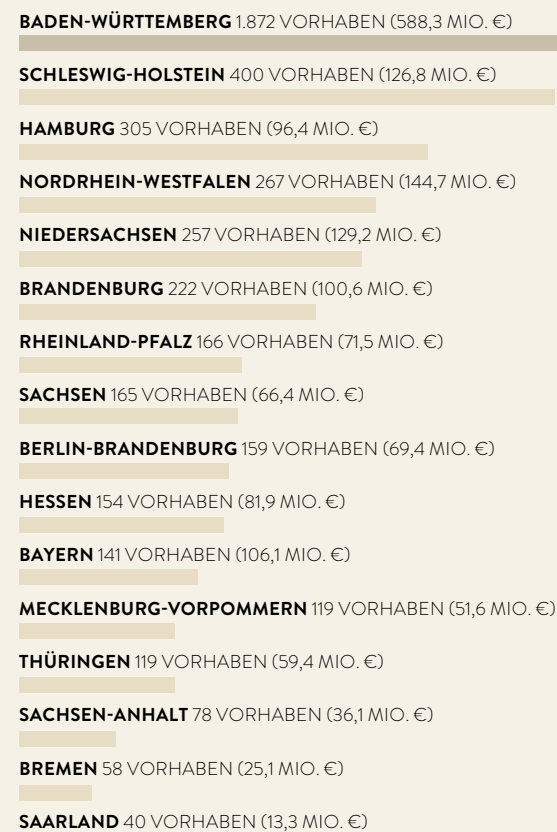 BADEN-WÜRTTEMBERG 1.872 VORHABEN (588,3 MIO. €)
SCHLESWIG-HOLSTEIN 400 VORHABEN (126,8 MIO. €)
HAMBURG 305 VORHABEN (96,4 MIO. €)
NORDRHEIN-WESTFALEN 267 VORHABEN (144,7 MIO. €)
NIEDERSACHSEN 257 VORHABEN (129,2 MIO. €)
BRANDENBURG 222 VORHABEN (100,6 MIO. €)
RHEINLAND-PFALZ 166 VORHABEN (71,5 MIO. €)
SACHSEN 165 VORHABEN (66,4 MIO. €)
BERLIN-BRANDENBURG 159 VORHABEN (69,4 MIO. €)
HESSEN 154 VORHABEN (81,9 MIO. €)
BAYERN 141 VORHABEN (106,1 MIO. €)
MECKLENBURG-VORPOMMERN 119 VORHABEN (51,6 MIO. €)
THÜRINGEN 119 VORHABEN (59,4 MIO. €)
SACHSEN-ANHALT 78 VORHABEN (36,1 MIO. €)
BREMEN 58 VORHABEN (25,1 MIO. €)
SAARLAND 40 VORHABEN (13,3 MIO. €)